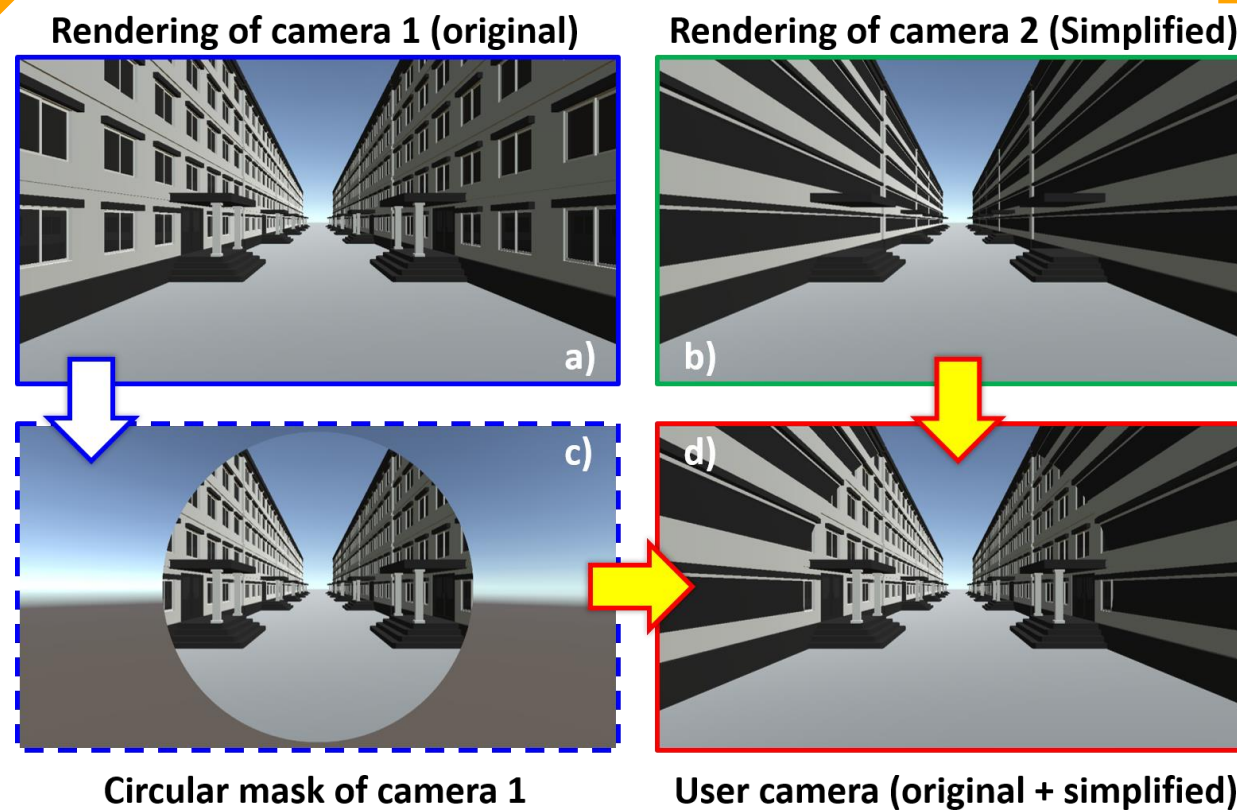 Rendering of camera 1 (original)
Rendering of camera 2 (Simplified)
a)
b)
c)
d)
Circular mask of camera 1
User camera (original + simplified)